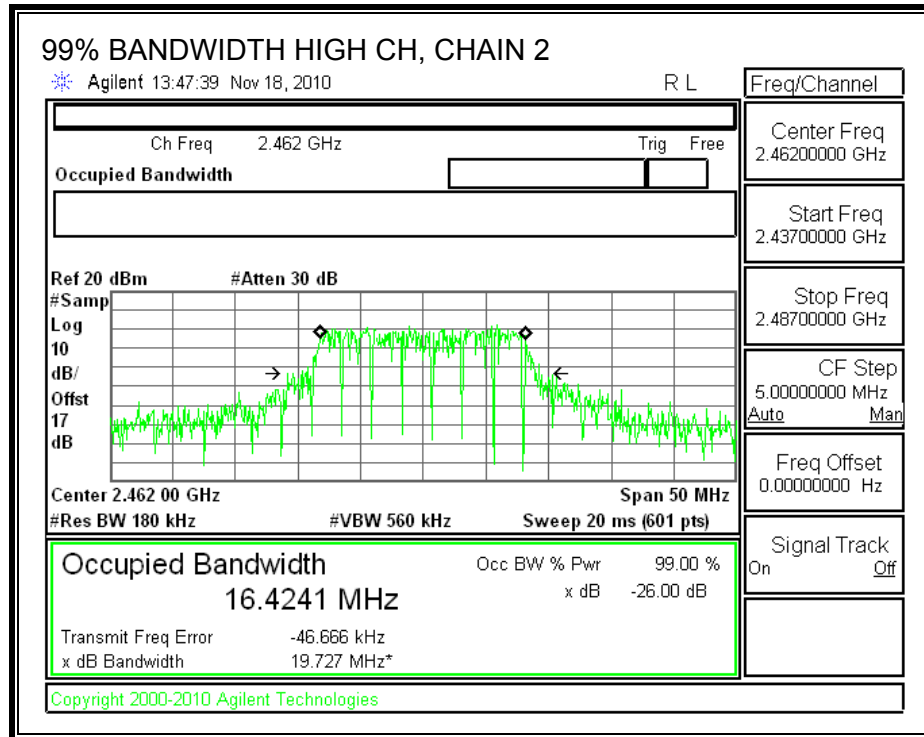 99% BANDWIDTH HIGH CH, CHAIN 2
Agilent 13:47:39 Nov 18, 2010 R L
Freq/Channel
Ch Freq 2.462 GHz Trig Free
Occupied Bandwidth
Center Freq
2.46200000 GHz
Start Freq
2.43700000 GHz
Stop Freq
2.48700000 GHz
CF Step
5.00000000 MHz
Auto Man
Freq Offset
0.00000000 Hz
Signal Track
On Off
Ref 20 dBm #Atten 30 dB
#Samp
Log
10
dB/
Offst
17
dB
Center 2.462 00 GHz Span 50 MHz
#Res BW 180 kHz #VBW 560 kHz Sweep 20 ms (601 pts)
Occupied Bandwidth
16.4241 MHz
Occ BW % Pwr 99.00 %
x dB -26.00 dB
Transmit Freq Error -46.666 kHz
x dB Bandwidth 19.727 MHz*
Copyright 2000-2010 Agilent Technologies